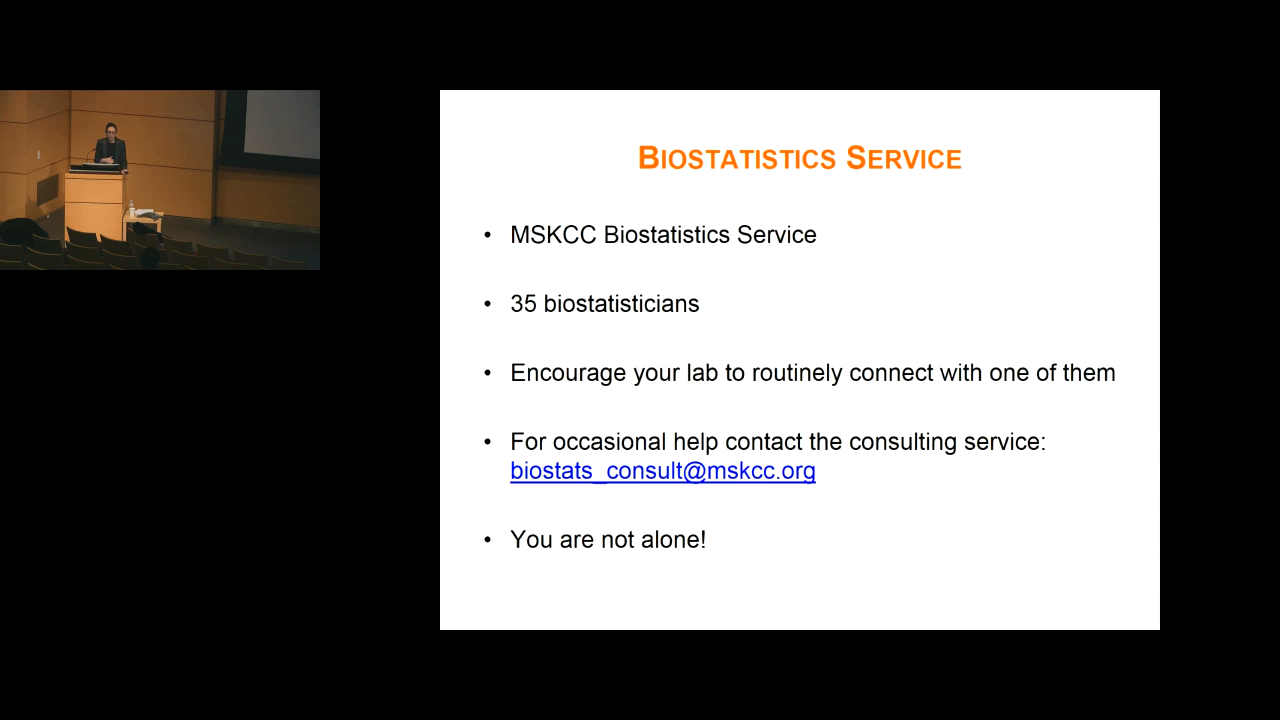 BIOSTATISTICS SERVICE
• MSKCC Biostatistics Service
• 35 biostatisticians
• Encourage your lab to routinely connect with one of them
• For occasional help contact the consulting service:
biostats_consult@mskcc.org
• You are not alone!